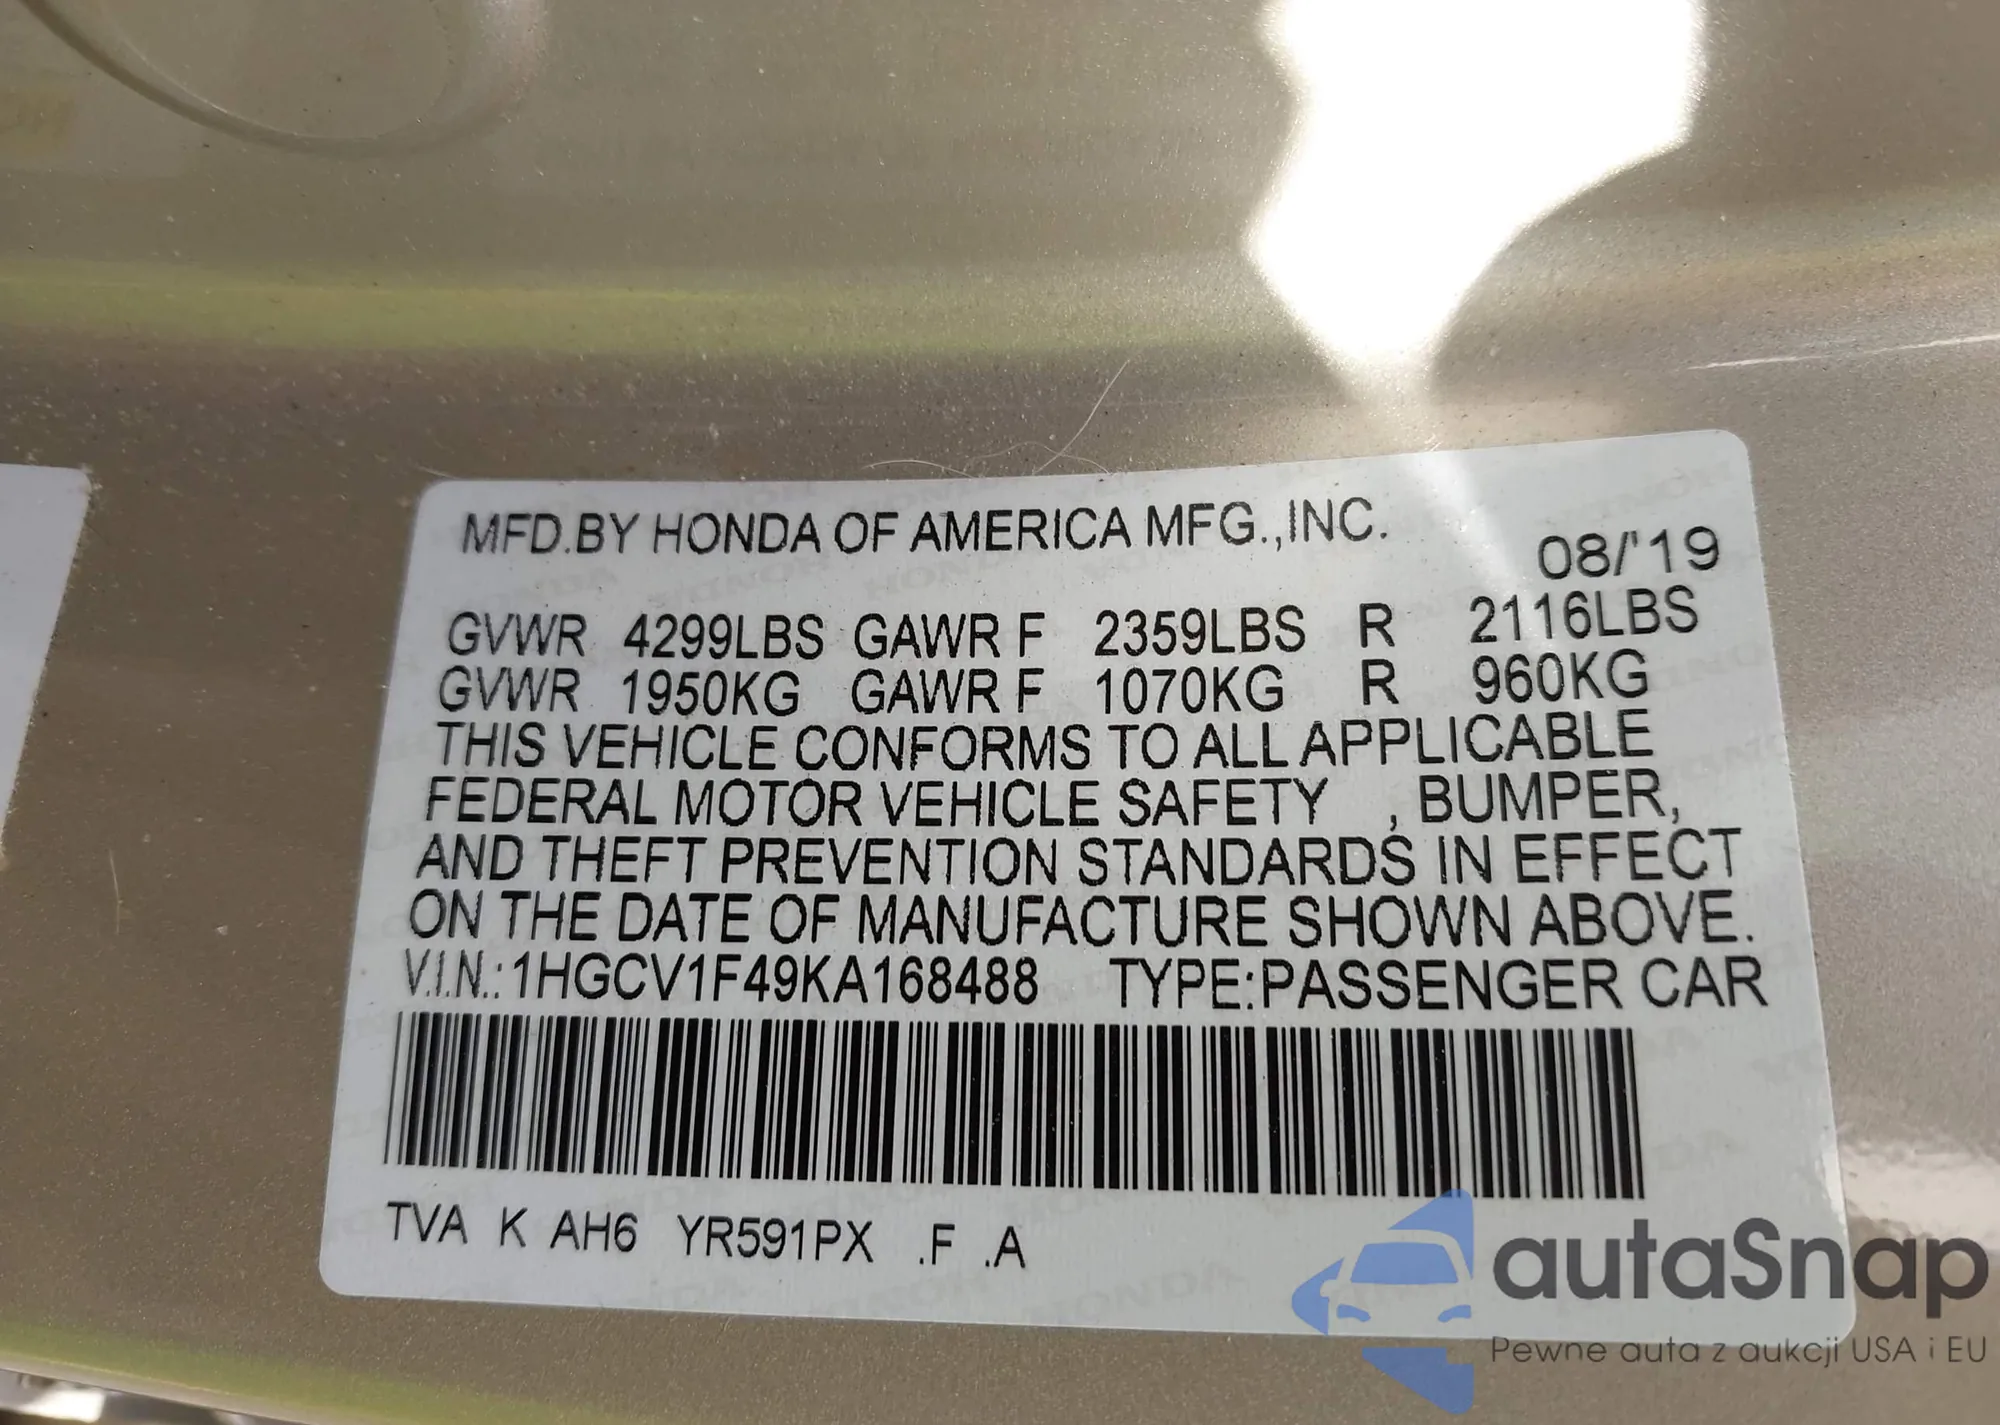 MFD.BY HONDA OF AMERICA MFG.,INC. 08/'19
GVWR 4299LBS GAWR F 2359LBS R 2116LBS
GVWR 1950KG GAWR F 1070KG R 960KG
THIS VEHICLE CONFORMS TO ALL APPLICABLE
FEDERAL MOTOR VEHICLE SAFETY , BUMPER,
AND THEFT PREVENTION STANDARDS IN EFFECT
ON THE DATE OF MANUFACTURE SHOWN ABOVE.
V.I.N.:1HGCV1F49KA168488 TYPE:PASSENGER CAR
TVA K AH6 YR591PX .F .A
autaSnap
Pewne auta z aukcji USA i EU